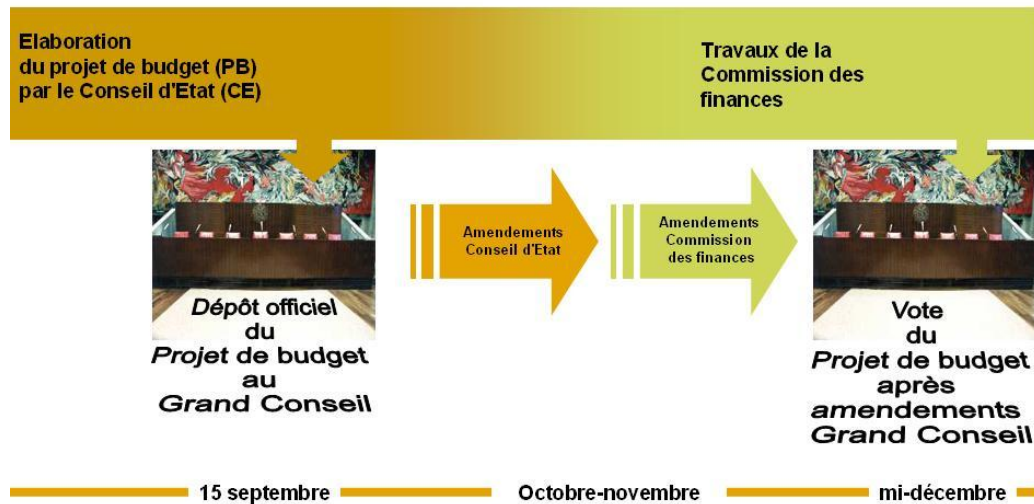 Elaboration
du projet de budget (PB)
par le Conseil d'Etat (CE)
Travaux de la
Commission des
finances
Amendements
Conseil d'Etat
Amendements
Commission
des finances
Dépôt officiel
du
Projet de budget
au
Grand Conseil
Vote
du
Projet de budget
après
amendements
Grand Conseil
15 septembre
Octobre-novembre
mi-décembre